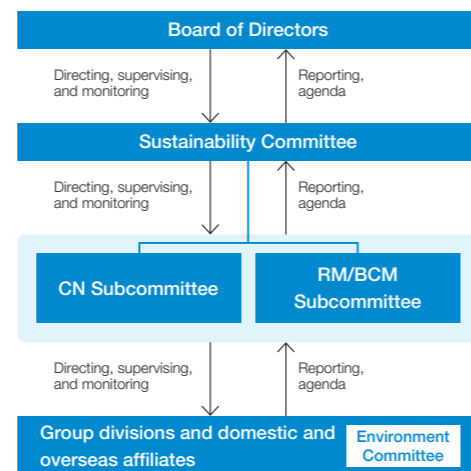 Board of Directors
Directing, supervising,
and monitoring
Reporting,
agenda
Sustainability Committee
Directing, supervising,
and monitoring
Reporting,
agenda
CN Subcommittee
RM/BCM
Subcommittee
Directing, supervising,
and monitoring
Reporting,
agenda
Group divisions and domestic and
overseas affiliates
Environment
Committee